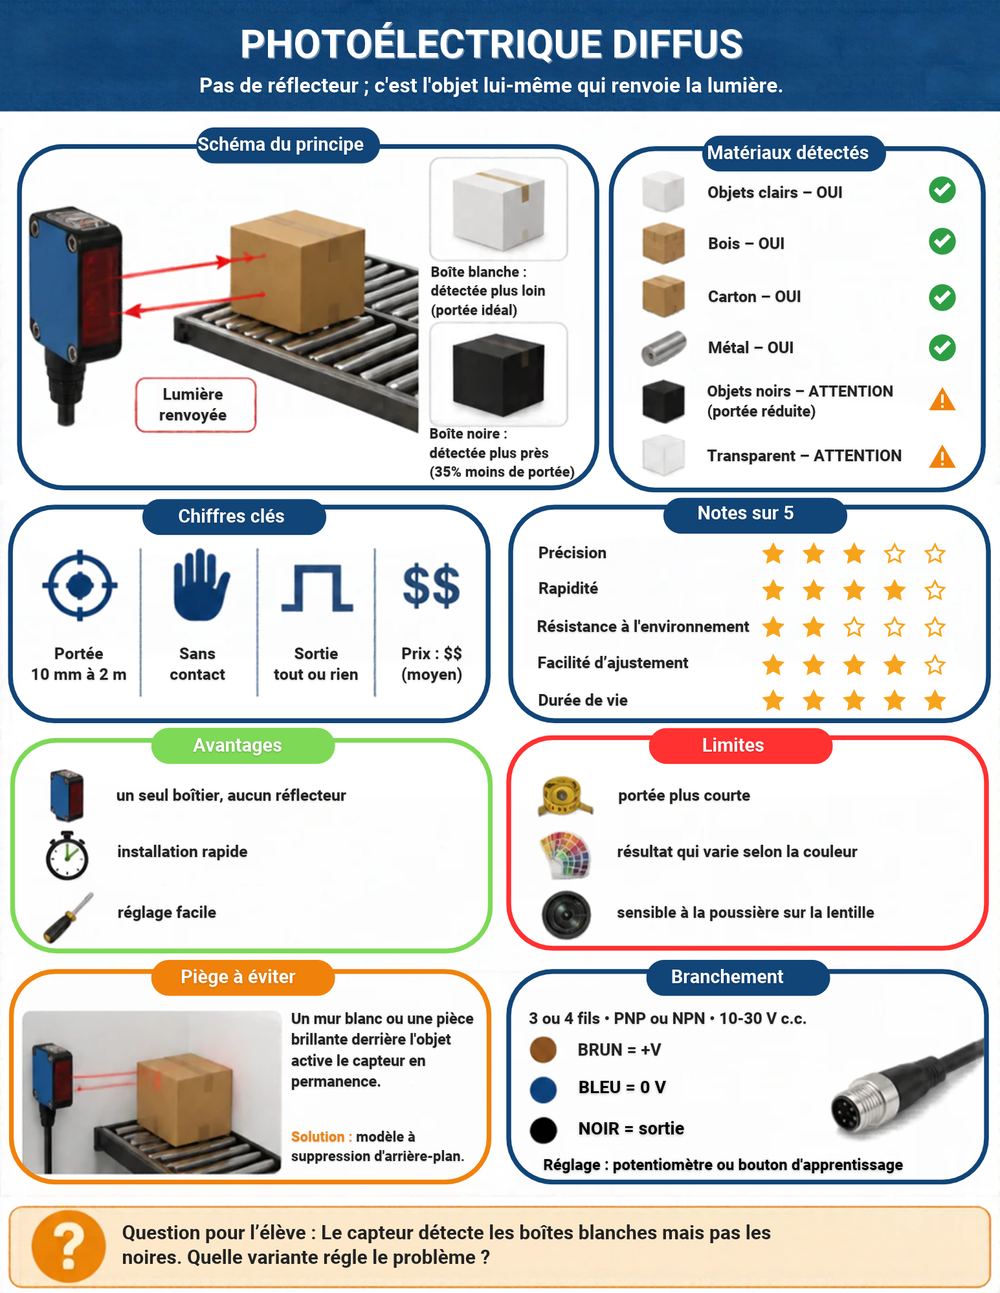 PHOTOÉLECTRIQUE DIFFUS
Pas de réflecteur ; c'est l'objet lui-même qui renvoie la lumière.
Schéma du principe
Lumière
renvoyée
Boîte blanche :
détectée plus loin
(portée idéal)
Boîte noire :
détectée plus près
(35% moins de portée)
Matériaux détectés
Objets clairs – OUI
Bois – OUI
Carton – OUI
Métal – OUI
Objets noirs – ATTENTION
(portée réduite)
Transparent – ATTENTION
Chiffres clés
Portée
10 mm à 2 m
Sans
contact
Sortie
tout ou rien
$$
Prix : $$
(moyen)
Notes sur 5
Précision
Rapidité
Résistance à l'environnement
Facilité d'ajustement
Durée de vie
Avantages
un seul boîtier, aucun réflecteur
installation rapide
réglage facile
Limites
portée plus courte
résultat qui varie selon la couleur
sensible à la poussière sur la lentille
Piège à éviter
Un mur blanc ou une pièce
brillante derrière l'objet
active le capteur en
permanence.
Solution : modèle à
suppression d'arrière-plan.
Branchement
3 ou 4 fils • PNP ou NPN • 10-30 V c.c.
BRUN = +V
BLEU = 0 V
NOIR = sortie
Réglage : potentiomètre ou bouton d'apprentissage
?
Question pour l'élève : Le capteur détecte les boîtes blanches mais pas les
noires. Quelle variante régle le problème ?